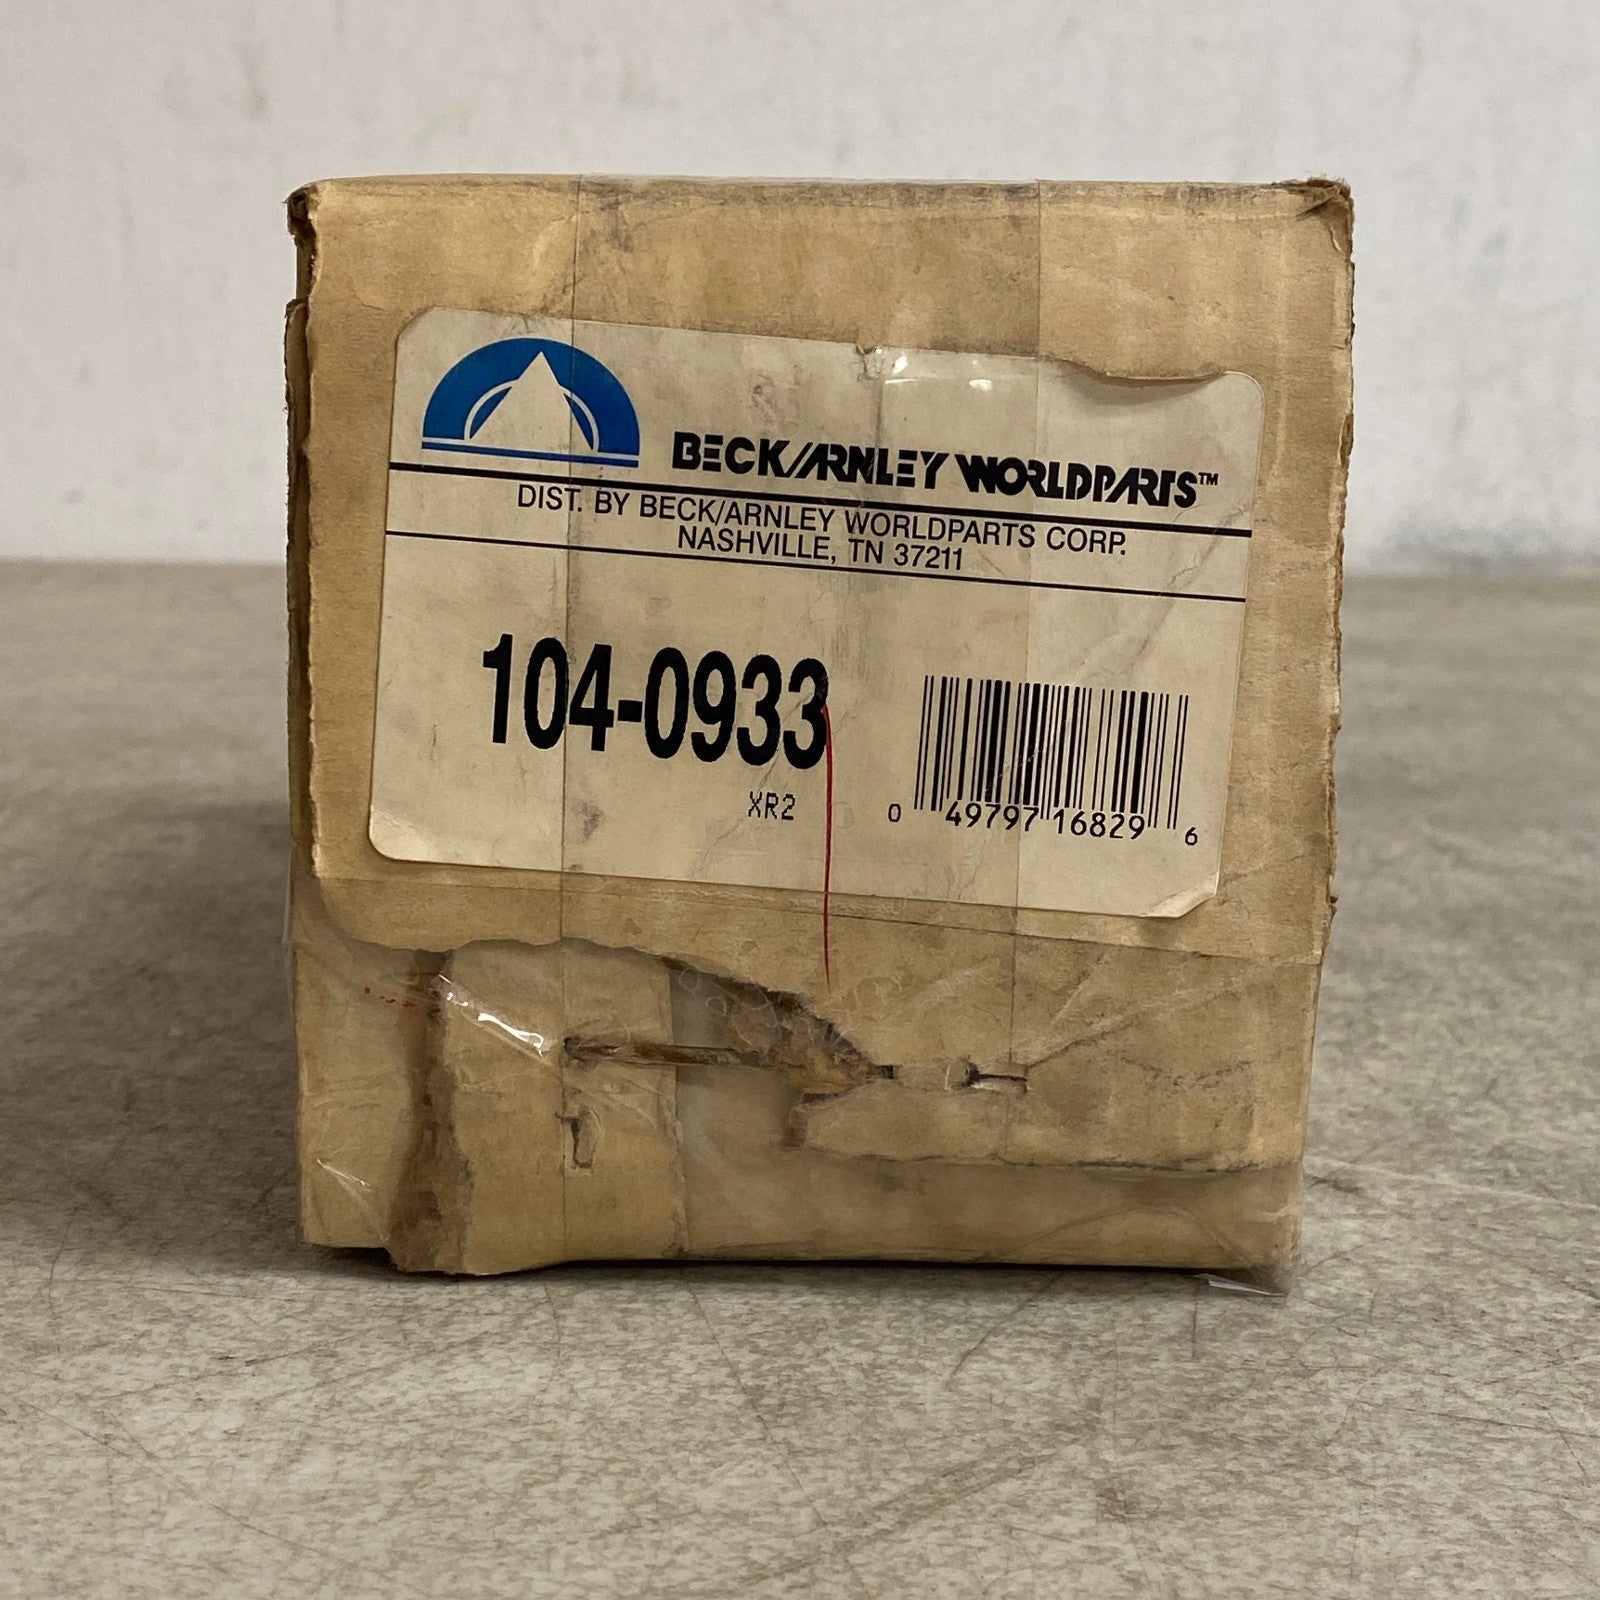 BECK/ARNLEY WORLDPARTS™
DIST. BY BECK/ARNLEY WORLDPARTS CORP.
NASHVILLE, TN 37211
104-0933
XR2
0 49797 16829 6